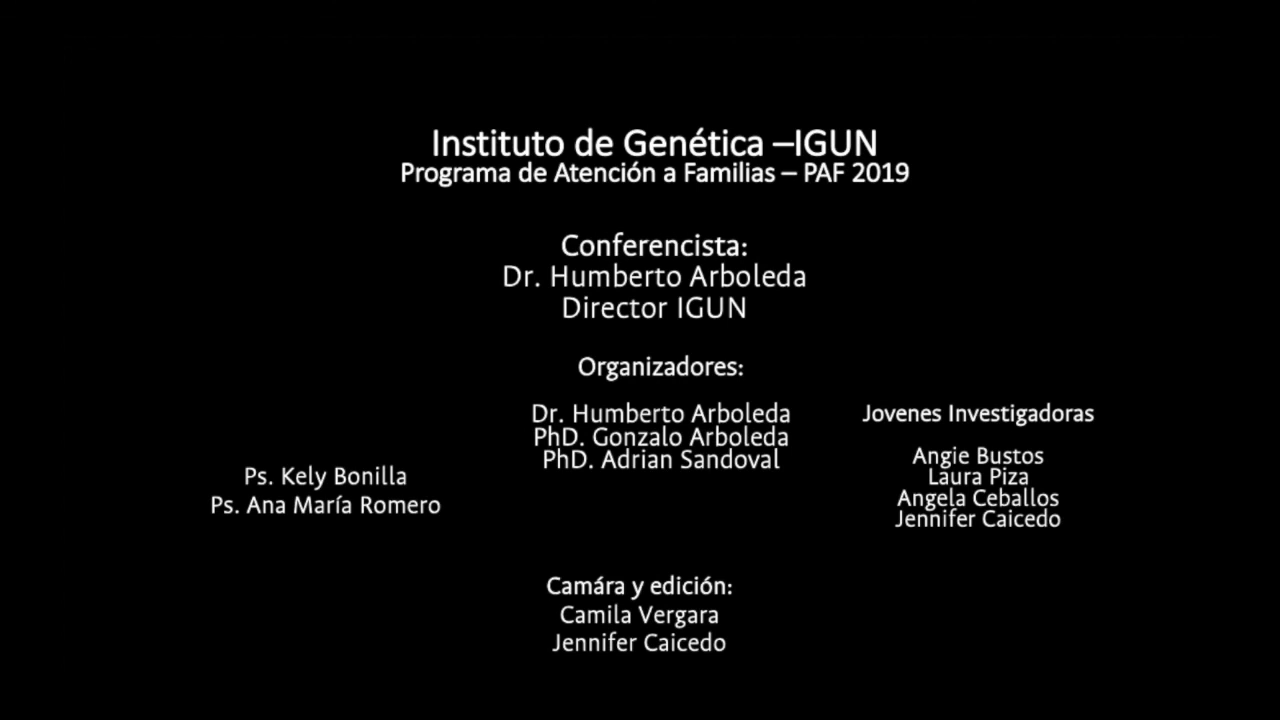 Instituto de Genética –IGUN
Programa de Atención a Familias – PAF 2019
Conferencista:
Dr. Humberto Arboleda
Director IGUN
Organizadores:
Ps. Kely Bonilla
Ps. Ana María Romero
Dr. Humberto Arboleda
PhD. Gonzalo Arboleda
PhD. Adrian Sandoval
Jovenes Investigadoras
Angie Bustos
Laura Piza
Angela Ceballos
Jennifer Caicedo
Camára y edición:
Camila Vergara
Jennifer Caicedo